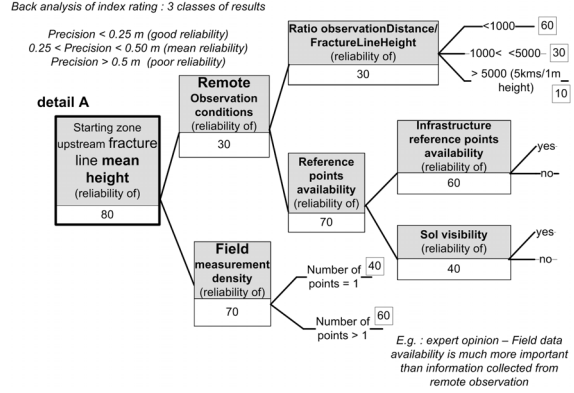 Back analysis of index rating : 3 classes of results
Precision < 0.25 m (good reliability)
0.25 < Precision < 0.50 m (mean reliability)
Precision > 0.5 m (poor reliability)
detail A
Starting zone
upstream fracture
line mean
height
(reliability of)
80
Remote
Observation
conditions
(reliability of)
30
Field
measurement
density
(reliability of)
70
Ratio observationDistance/
FractureLineHeight
(reliability of)
30
<1000
60
1000< <5000
30
> 5000 (5kms/1m
height)
10
Reference
points
availability
(reliability of)
70
Infrastructure
reference points
availability
(reliability of)
60
yes
no
Sol visibility
(reliability of)
40
yes
no
Number of
points = 1
40
Number of
points > 1
60
E.g. : expert opinion – Field data
availability is much more important
than information collected from
remote observation